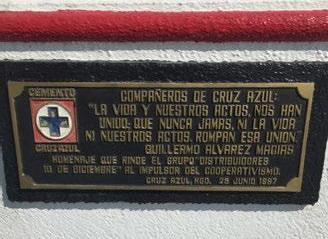 CEMENTO
CRUZ AZUL
COMPAÑEROS DE CRUZ AZUL:
"LA VIDA Y NUESTROS ACTOS, NOS HAN
UNIDO; QUE NUNCA JAMAS, NI LA VIDA
NI NUESTROS ACTOS, ROMPAN ESA UNION."
GUILLERMO ALVAREZ MACIAS
HOMENAJE QUE RINDE EL GRUPO "DISTRIBUIDORES
10 DE DICIEMBRE" AL IMPULSOR DEL COOPERATIVISMO.
CRUZ AZUL, HGO. 25 JUNIO, 1997